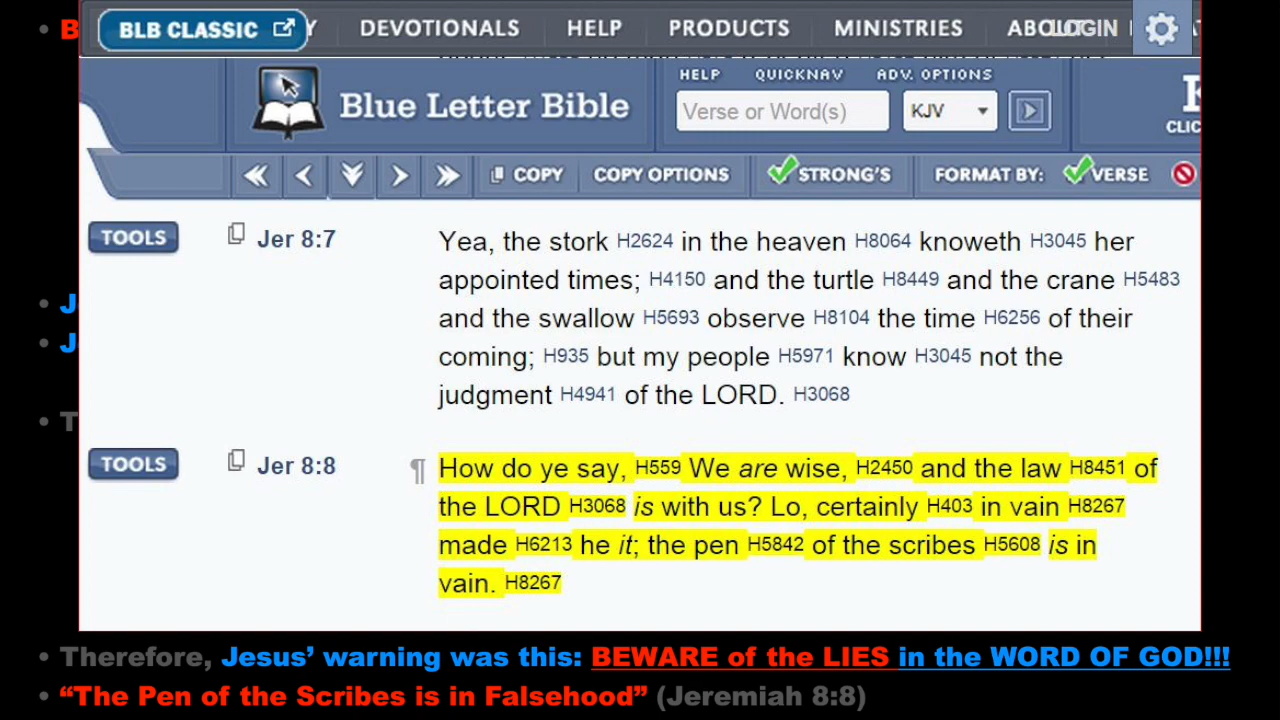 BLB CLASSIC Y DEVOTIONALS HELP PRODUCTS MINISTRIES LOGIN
HELP QUICKNAV ADV. OPTIONS
Blue Letter Bible Verse or Word(s) KJV
CLIC
COPY COPY OPTIONS STRONG'S FORMAT BY: VERSE
TOOLS Jer 8:7 Yea, the stork H2624 in the heaven H8064 knoweth H3045 her
appointed times; H4150 and the turtle H8449 and the crane H5483
and the swallow H5693 observe H8104 the time H6256 of their
coming; H935 but my people H5971 know H3045 not the
judgment H4941 of the LORD. H3068
TOOLS Jer 8:8 ¶ How do ye say, H559 We are wise, H2450 and the law H8451 of
the LORD H3068 is with us? Lo, certainly H403 in vain H8267
made H6213 he it; the pen H5842 of the scribes H5608 is in
vain. H8267
• Therefore, Jesus’ warning was this: BEWARE of the LIES in the WORD OF GOD!!!
• “The Pen of the Scribes is in Falsehood” (Jeremiah 8:8)